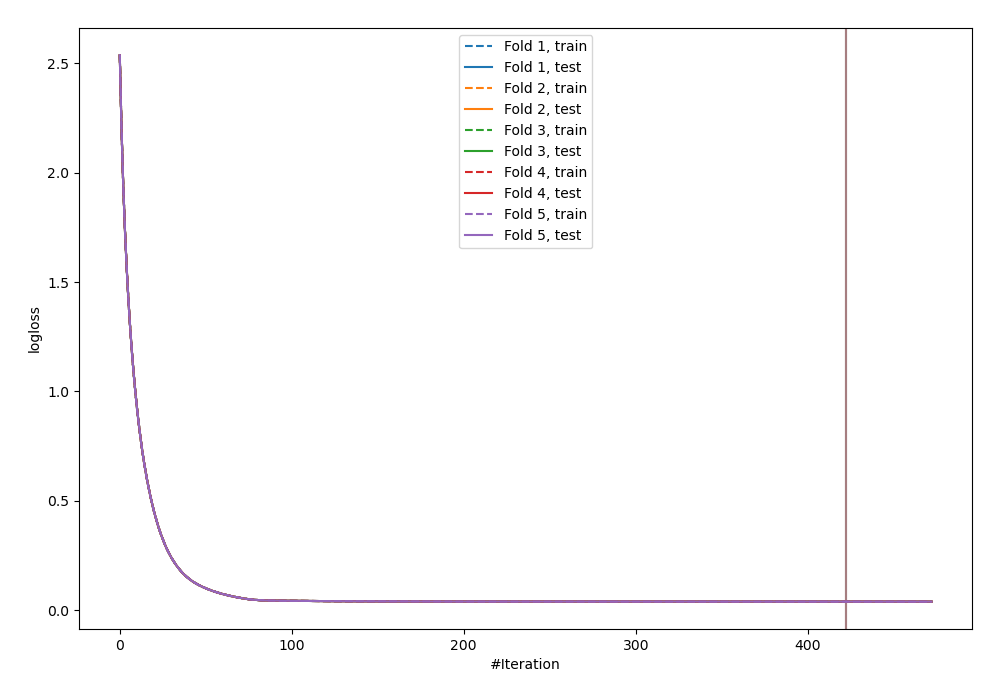 2.5
2.0
1.5
1.0
0.5
0.0
logloss
Fold 1, train
Fold 1, test
Fold 2, train
Fold 2, test
Fold 3, train
Fold 3, test
Fold 4, train
Fold 4, test
Fold 5, train
Fold 5, test
0 100 200 300 400
#Iteration